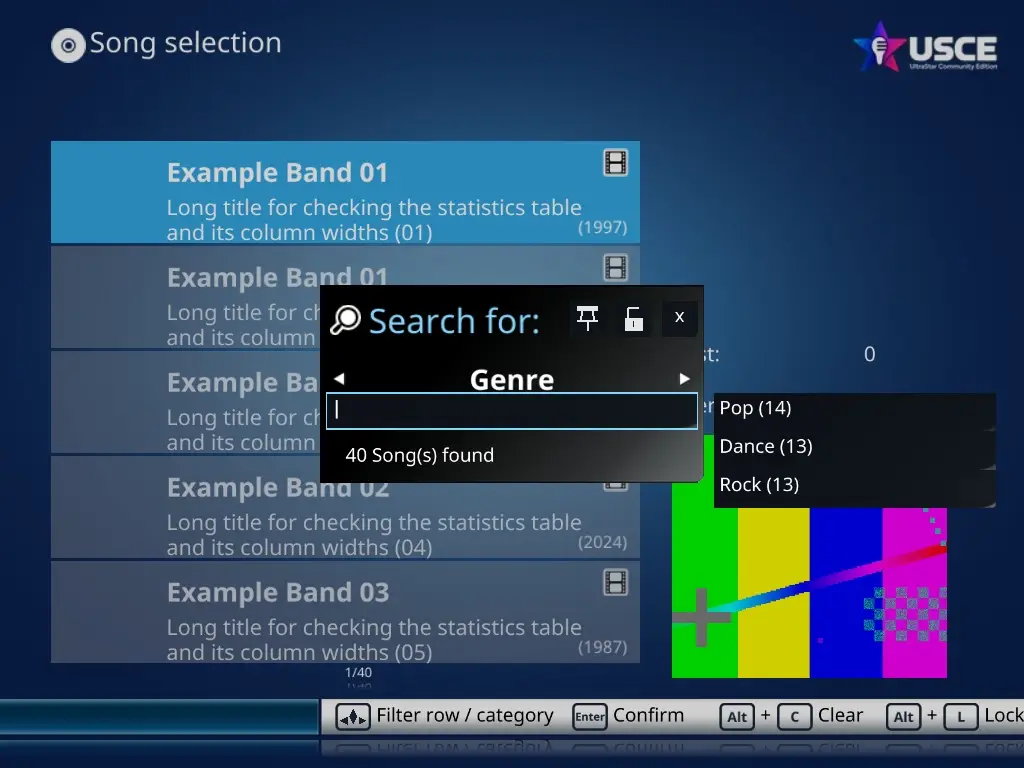 Song selection
USCE
UltraStar Community Edition
Example Band 01
Long title for checking the statistics table
and its column widths (01)
(1997)
Example Band 01
Long title for c
and its column
Search for:
x
Example Ba
Long title for c
and its column
Genre
40 Song(s) found
st:
0
er
Pop (14)
Dance (13)
Rock (13)
Example Band 02
Long title for checking the statistics table
and its column widths (04)
(2024)
Example Band 03
Long title for checking the statistics table
and its column widths (05)
(1987)
1/40
Filter row / category
Enter Confirm
Alt + C Clear
Alt + L Lock